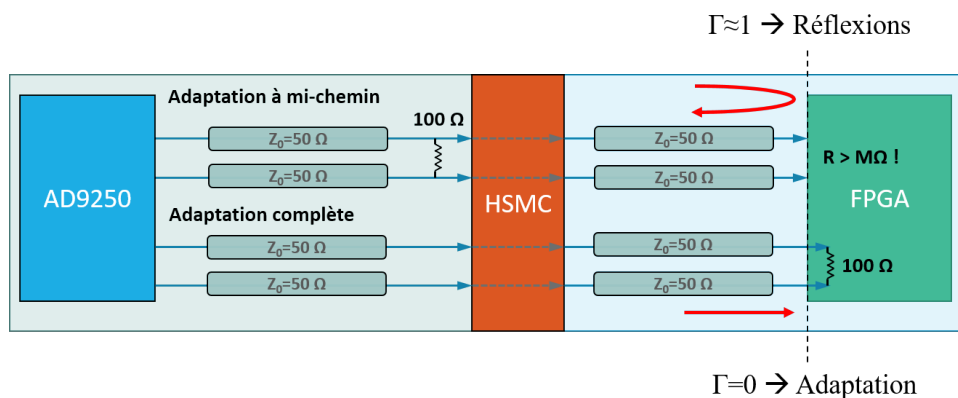 Γ≈1 → Réflexions
Adaptation à mi-chemin
100 Ω
Z₀=50 Ω
Z₀=50 Ω
Z₀=50 Ω
Z₀=50 Ω
R > MΩ !
AD9250
HSMC
FPGA
Adaptation complète
Z₀=50 Ω
Z₀=50 Ω
100 Ω
Z₀=50 Ω
Z₀=50 Ω
Γ=0 → Adaptation